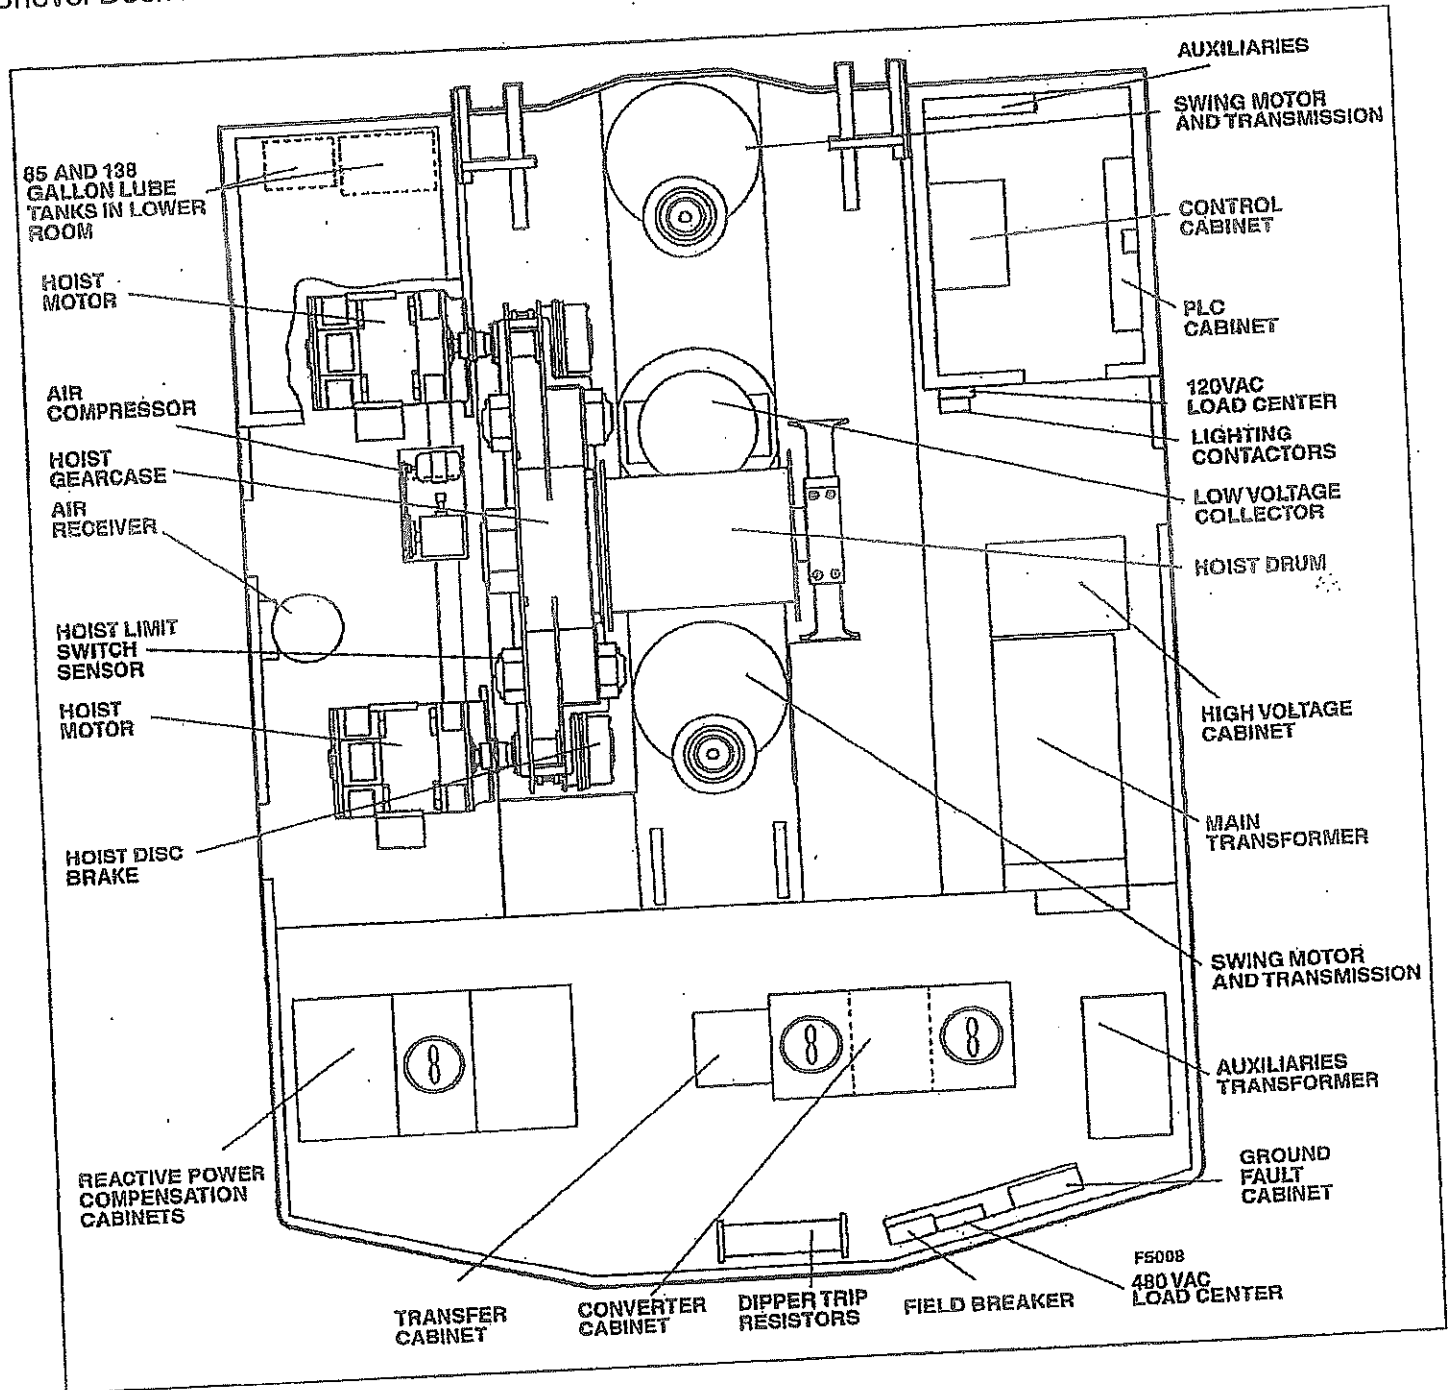 AUXILIARIES
SWING MOTOR
AND TRANSMISSION
85 AND 138
GALLON LUBE
TANKS IN LOWER
ROOM
CONTROL
CABINET
HOIST
MOTOR
PLC
CABINET
AIR
COMPRESSOR
120VAC
LOAD CENTER
LIGHTING
CONTACTORS
HOIST
GEARCASE
LOW VOLTAGE
COLLECTOR
AIR
RECEIVER
HOIST DRUM
HOIST LIMIT
SWITCH
SENSOR
HOIST
MOTOR
HIGH VOLTAGE
CABINET
MAIN
TRANSFORMER
HOIST DISC
BRAKE
SWING MOTOR
AND TRANSMISSION
AUXILIARIES
TRANSFORMER
REACTIVE POWER
COMPENSATION
CABINETS
GROUND
FAULT
CABINET
F5008
480 VAC
LOAD CENTER
TRANSFER
CABINET
CONVERTER
CABINET
DIPPER TRIP
RESISTORS
FIELD BREAKER